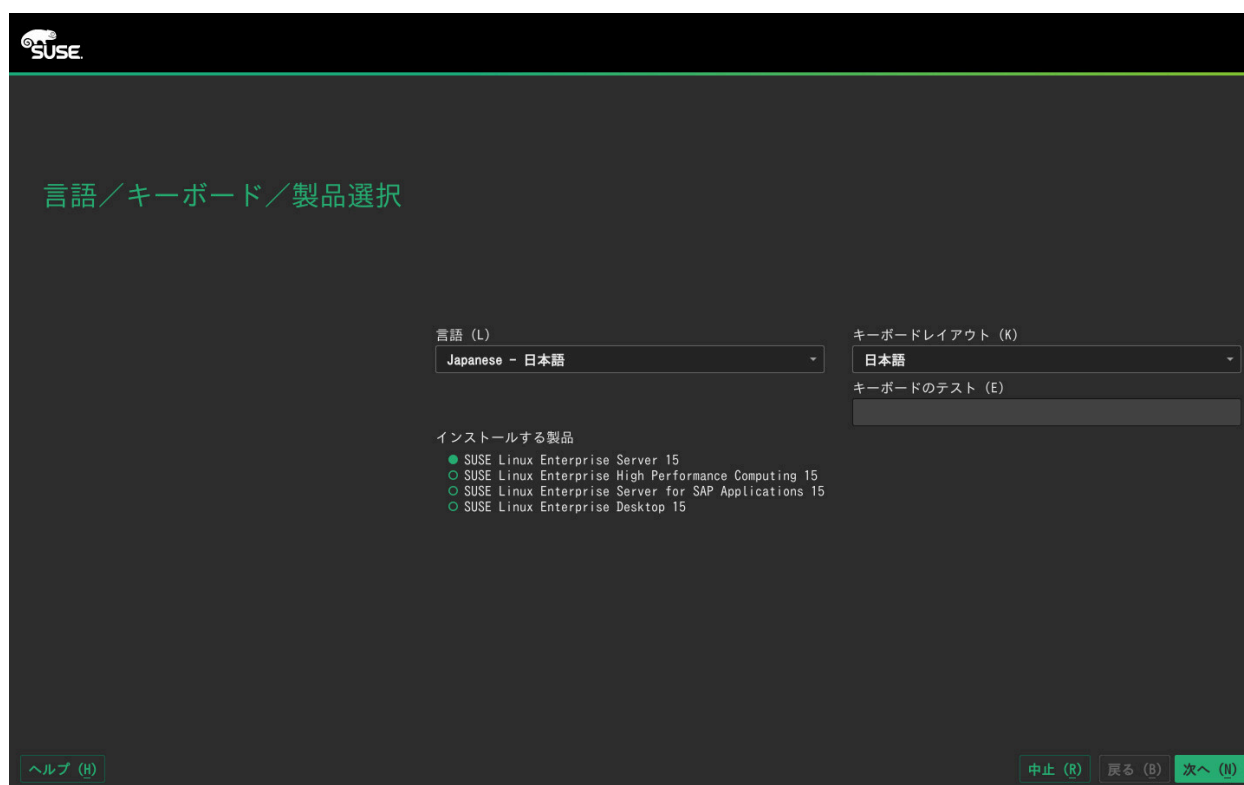 SUSE.
言語／キーボード／製品選択
言語 (L)
Japanese - 日本語
キーボードレイアウト (K)
日本語
キーボードのテスト (E)
インストールする製品
SUSE Linux Enterprise Server 15
SUSE Linux Enterprise High Performance Computing 15
SUSE Linux Enterprise Server for SAP Applications 15
SUSE Linux Enterprise Desktop 15
ヘルプ (H)
中止 (R)
戻る (B)
次へ (N)